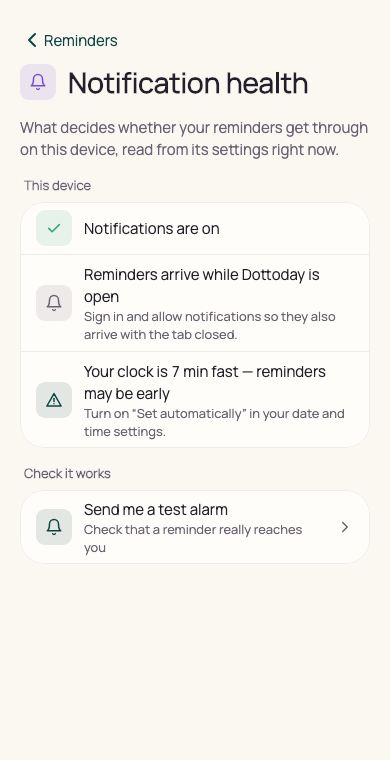 Reminders
Notification health
What decides whether your reminders get through
on this device, read from its settings right now.
This device
Notifications are on
Reminders arrive while Dottoday is
open
Sign in and allow notifications so they also
arrive with the tab closed.
Your clock is 7 min fast — reminders
may be early
Turn on “Set automatically” in your date and
time settings.
Check it works
Send me a test alarm
Check that a reminder really reaches
you